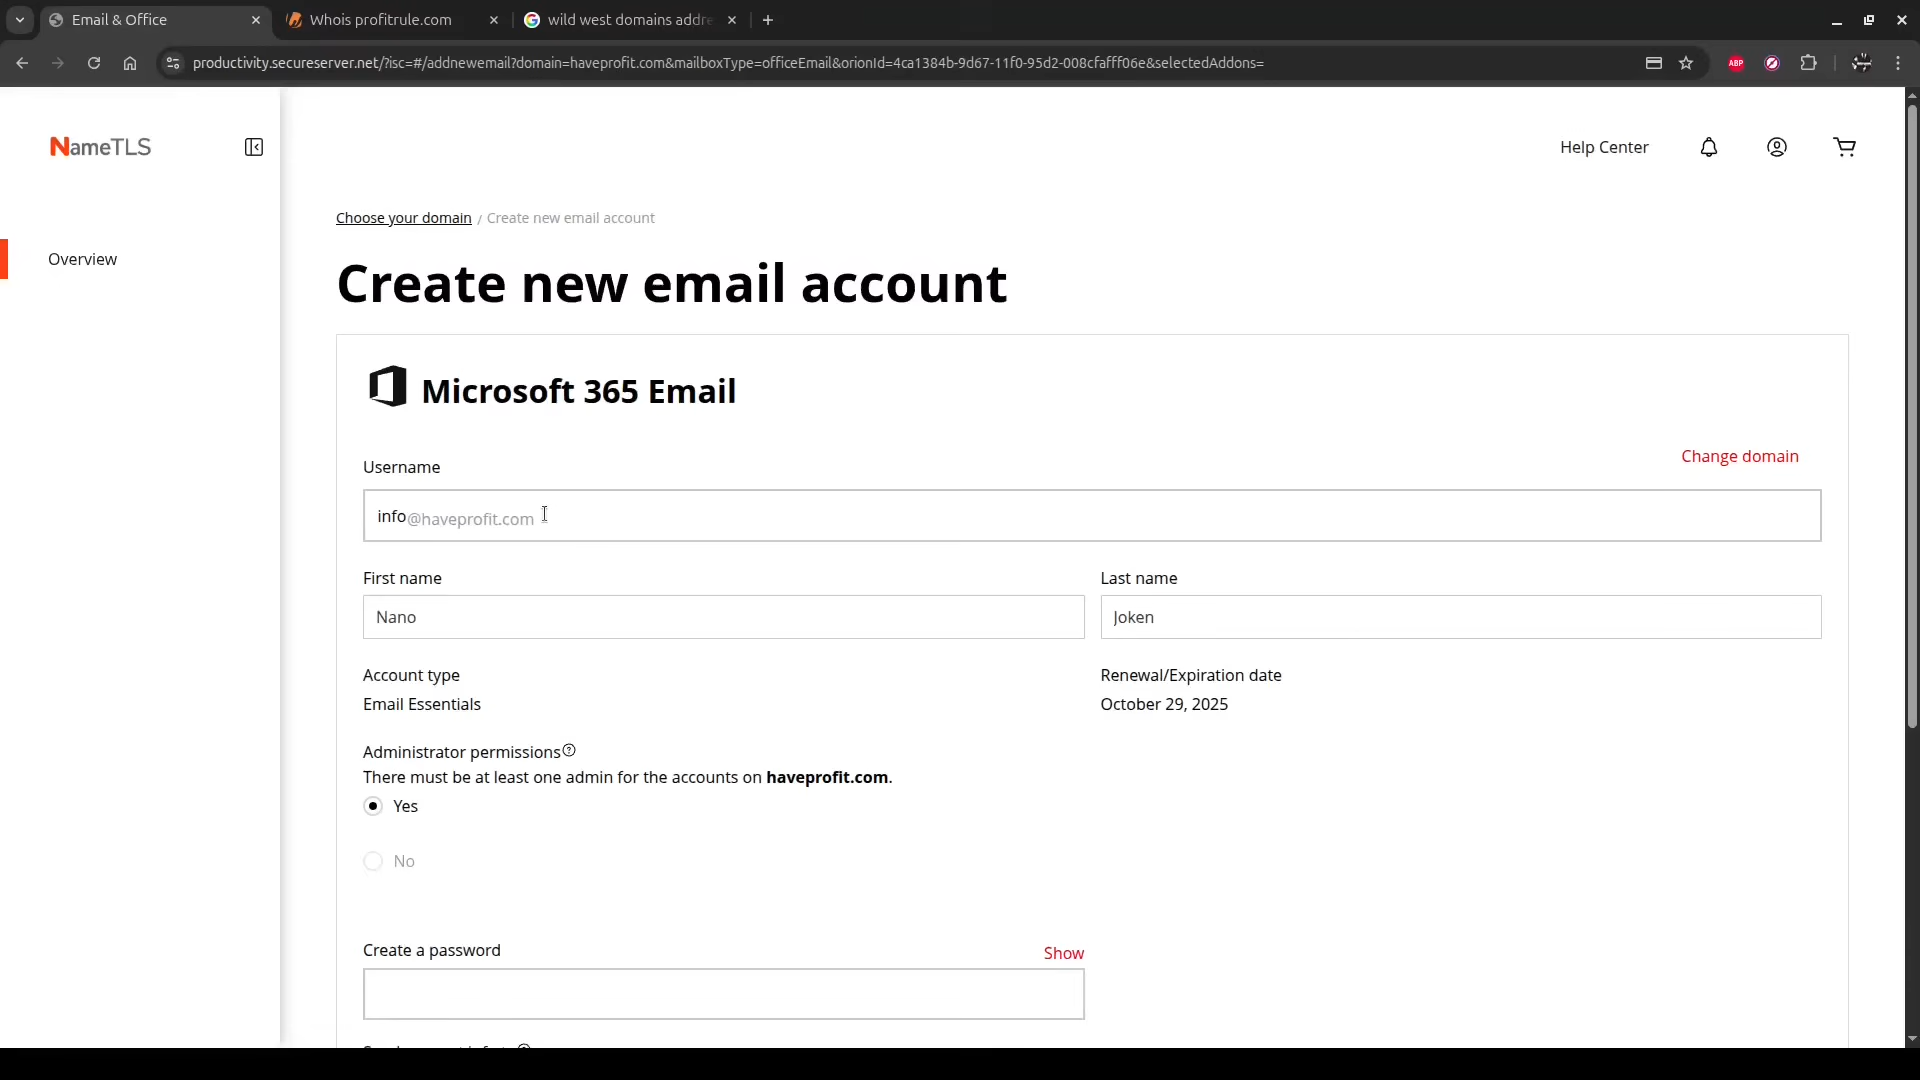 Email & Office
Whois profitrule.com
wild west domains addre
productivity.secureserver.net/?isc=#/addnewemail?domain=haveprofit.com&mailboxType=officeEmail&orionId=4ca1384b-9d67-11f0-95d2-008cfafff06e&selectedAddons=
ABP
NameTLS
Help Center
Choose your domain / Create new email account
Overview
Create new email account
Microsoft 365 Email
Change domain
Username
info@haveprofit.com
First name
Last name
Nano
Joken
Account type
Renewal/Expiration date
Email Essentials
October 29, 2025
Administrator permissions
There must be at least one admin for the accounts on haveprofit.com.
Yes
No
Create a password
Show